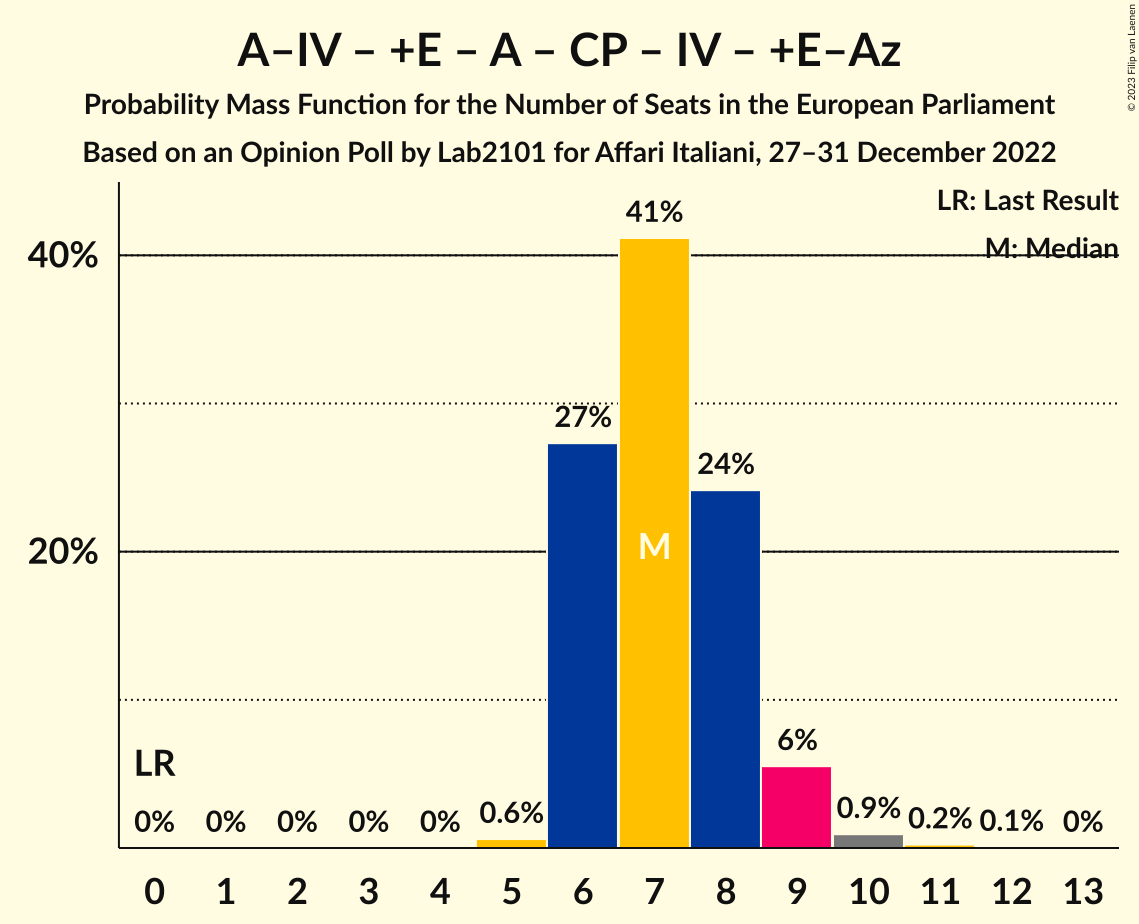 A–IV – +E – A – CP – IV – +E–Az
Probability Mass Function for the Number of Seats in the European Parliament
Based on an Opinion Poll by Lab2101 for Affari Italiani, 27–31 December 2022
© 2023 Filip van Laenen
LR: Last Result
M: Median
40%
20%
41%
27%
24%
M
6%
LR
0% 0% 0% 0% 0% 0.6% 0.9% 0.2% 0.1% 0%
0 1 2 3 4 5 6 7 8 9 10 11 12 13